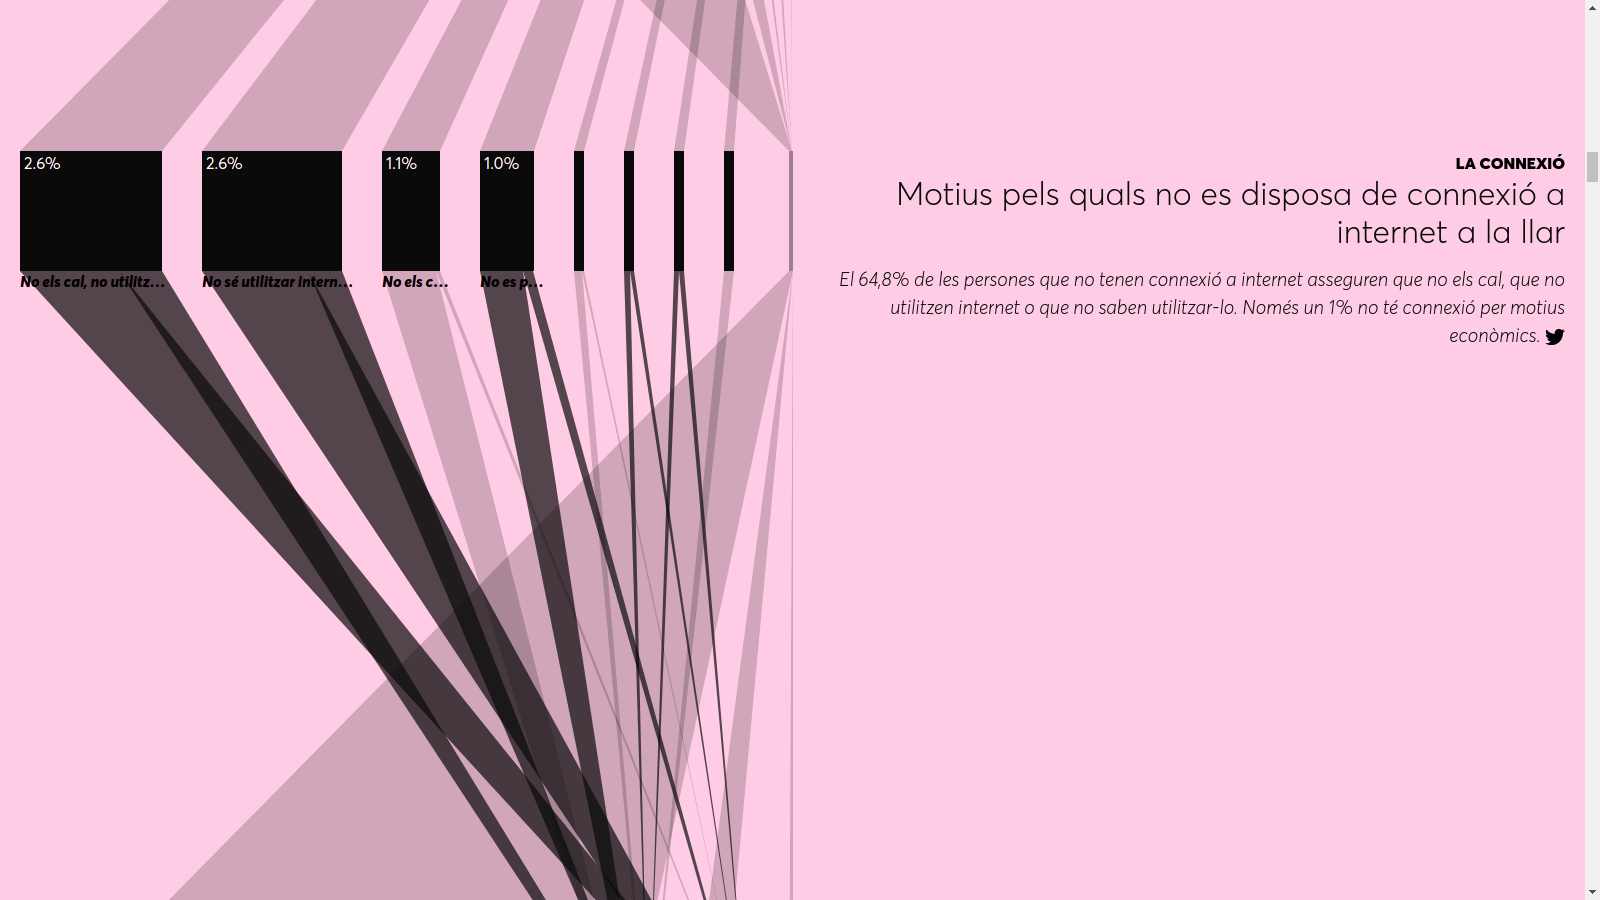 2.6%
2.6%
1.1%
1.0%
No els cal, no utilitz…
No sé utilitzar intern…
No els c…
No es p…
LA CONNEXIÓ
Motius pels quals no es disposa de connexió a
internet a la llar
El 64,8% de les persones que no tenen connexió a internet asseguren que no els cal, que no
utilitzen internet o que no saben utilitzar-lo. Només un 1% no té connexió per motius
econòmics.